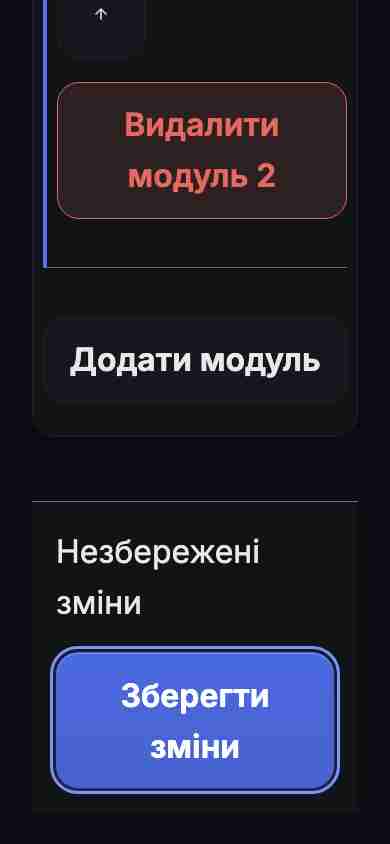 ↑
Видалити
модуль 2
Додати модуль
Незбережені
зміни
Зберегти
зміни